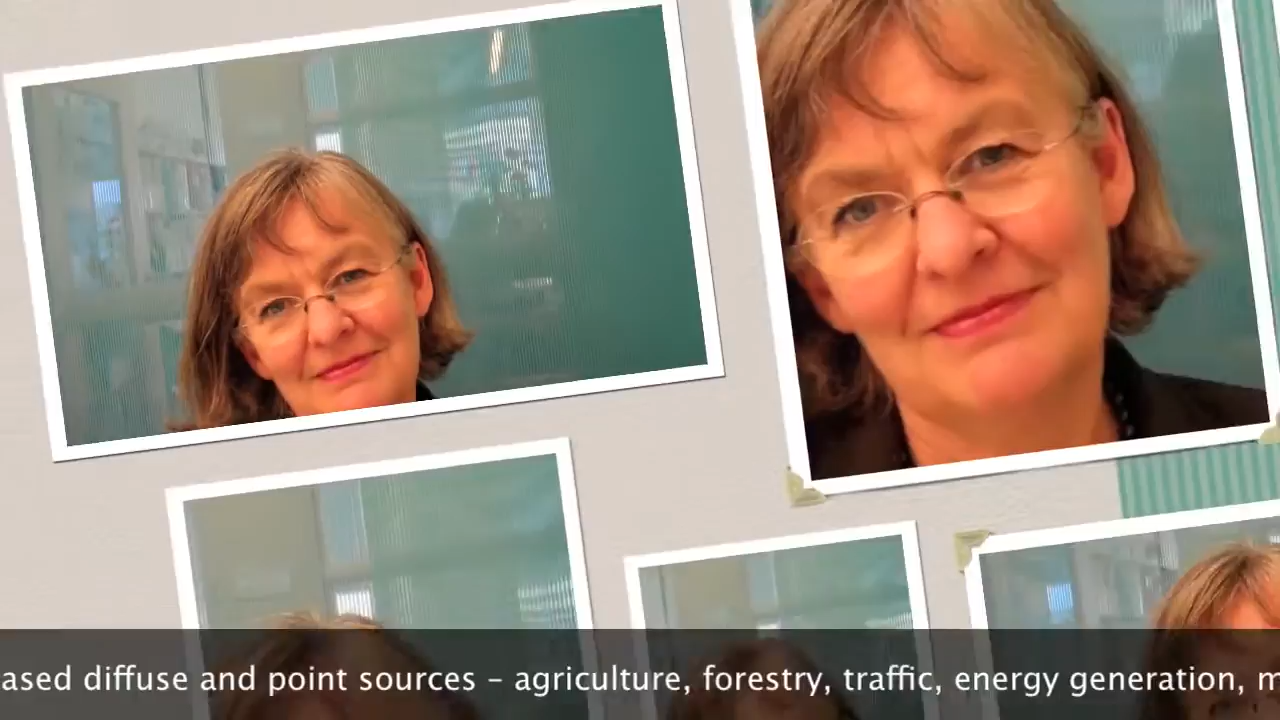 ased diffuse and point sources – agriculture, forestry, traffic, energy generation, m